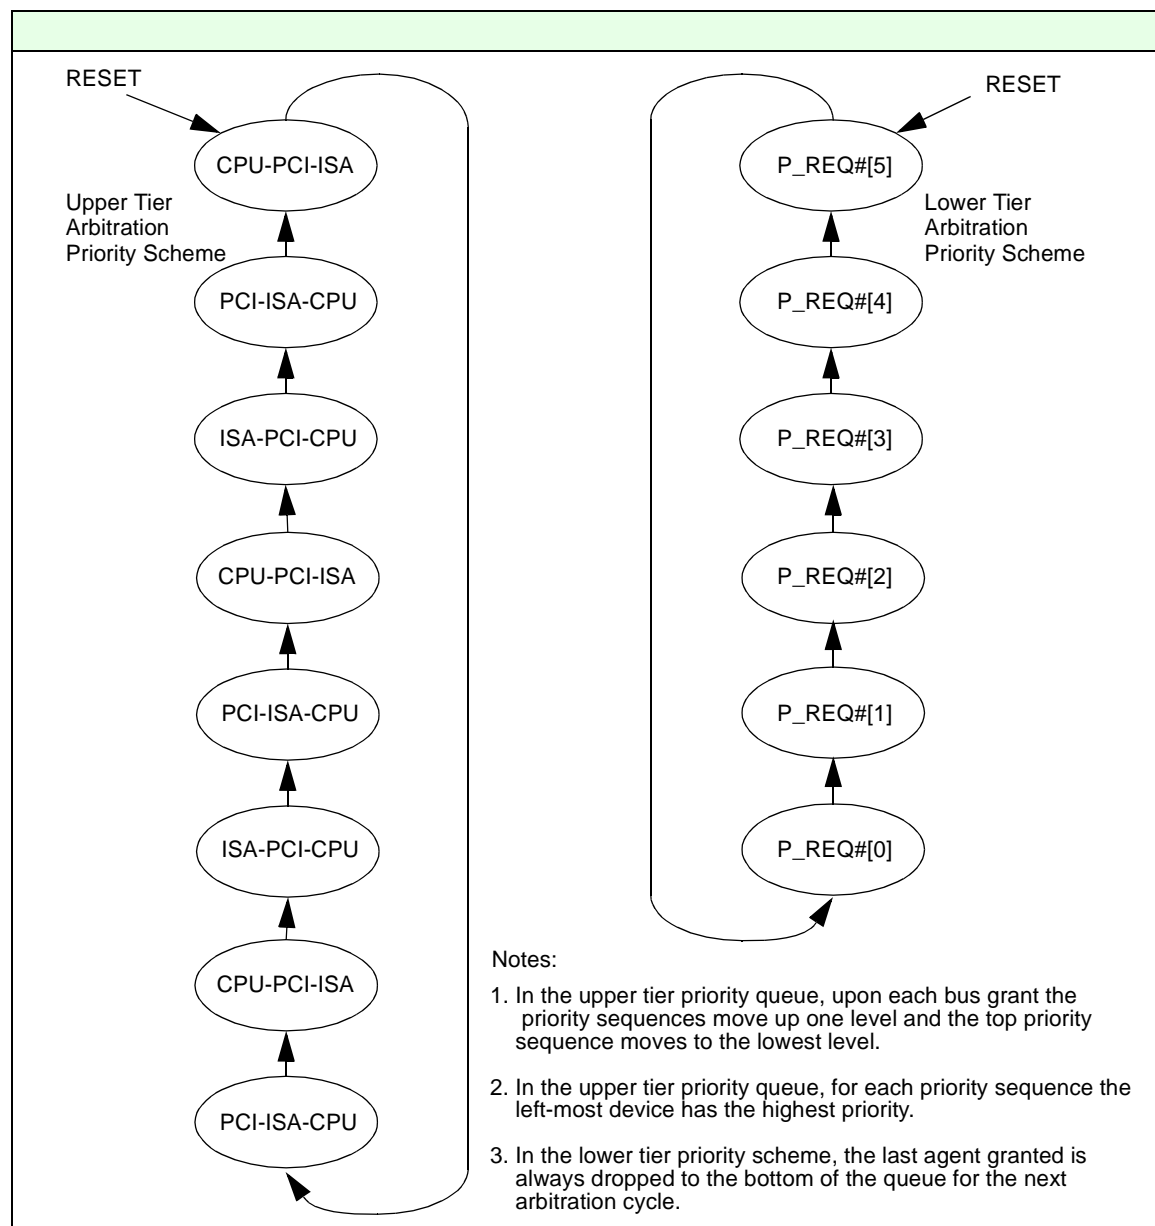 RESET
CPU-PCI-ISA
Upper Tier
Arbitration
Priority Scheme
PCI-ISA-CPU
ISA-PCI-CPU
CPU-PCI-ISA
PCI-ISA-CPU
ISA-PCI-CPU
CPU-PCI-ISA
PCI-ISA-CPU
RESET
P_REQ#[5]
Lower Tier
Arbitration
Priority Scheme
P_REQ#[4]
P_REQ#[3]
P_REQ#[2]
P_REQ#[1]
P_REQ#[0]
Notes:
1. In the upper tier priority queue, upon each bus grant the
priority sequences move up one level and the top priority
sequence moves to the lowest level.
2. In the upper tier priority queue, for each priority sequence the
left-most device has the highest priority.
3. In the lower tier priority scheme, the last agent granted is
always dropped to the bottom of the queue for the next
arbitration cycle.